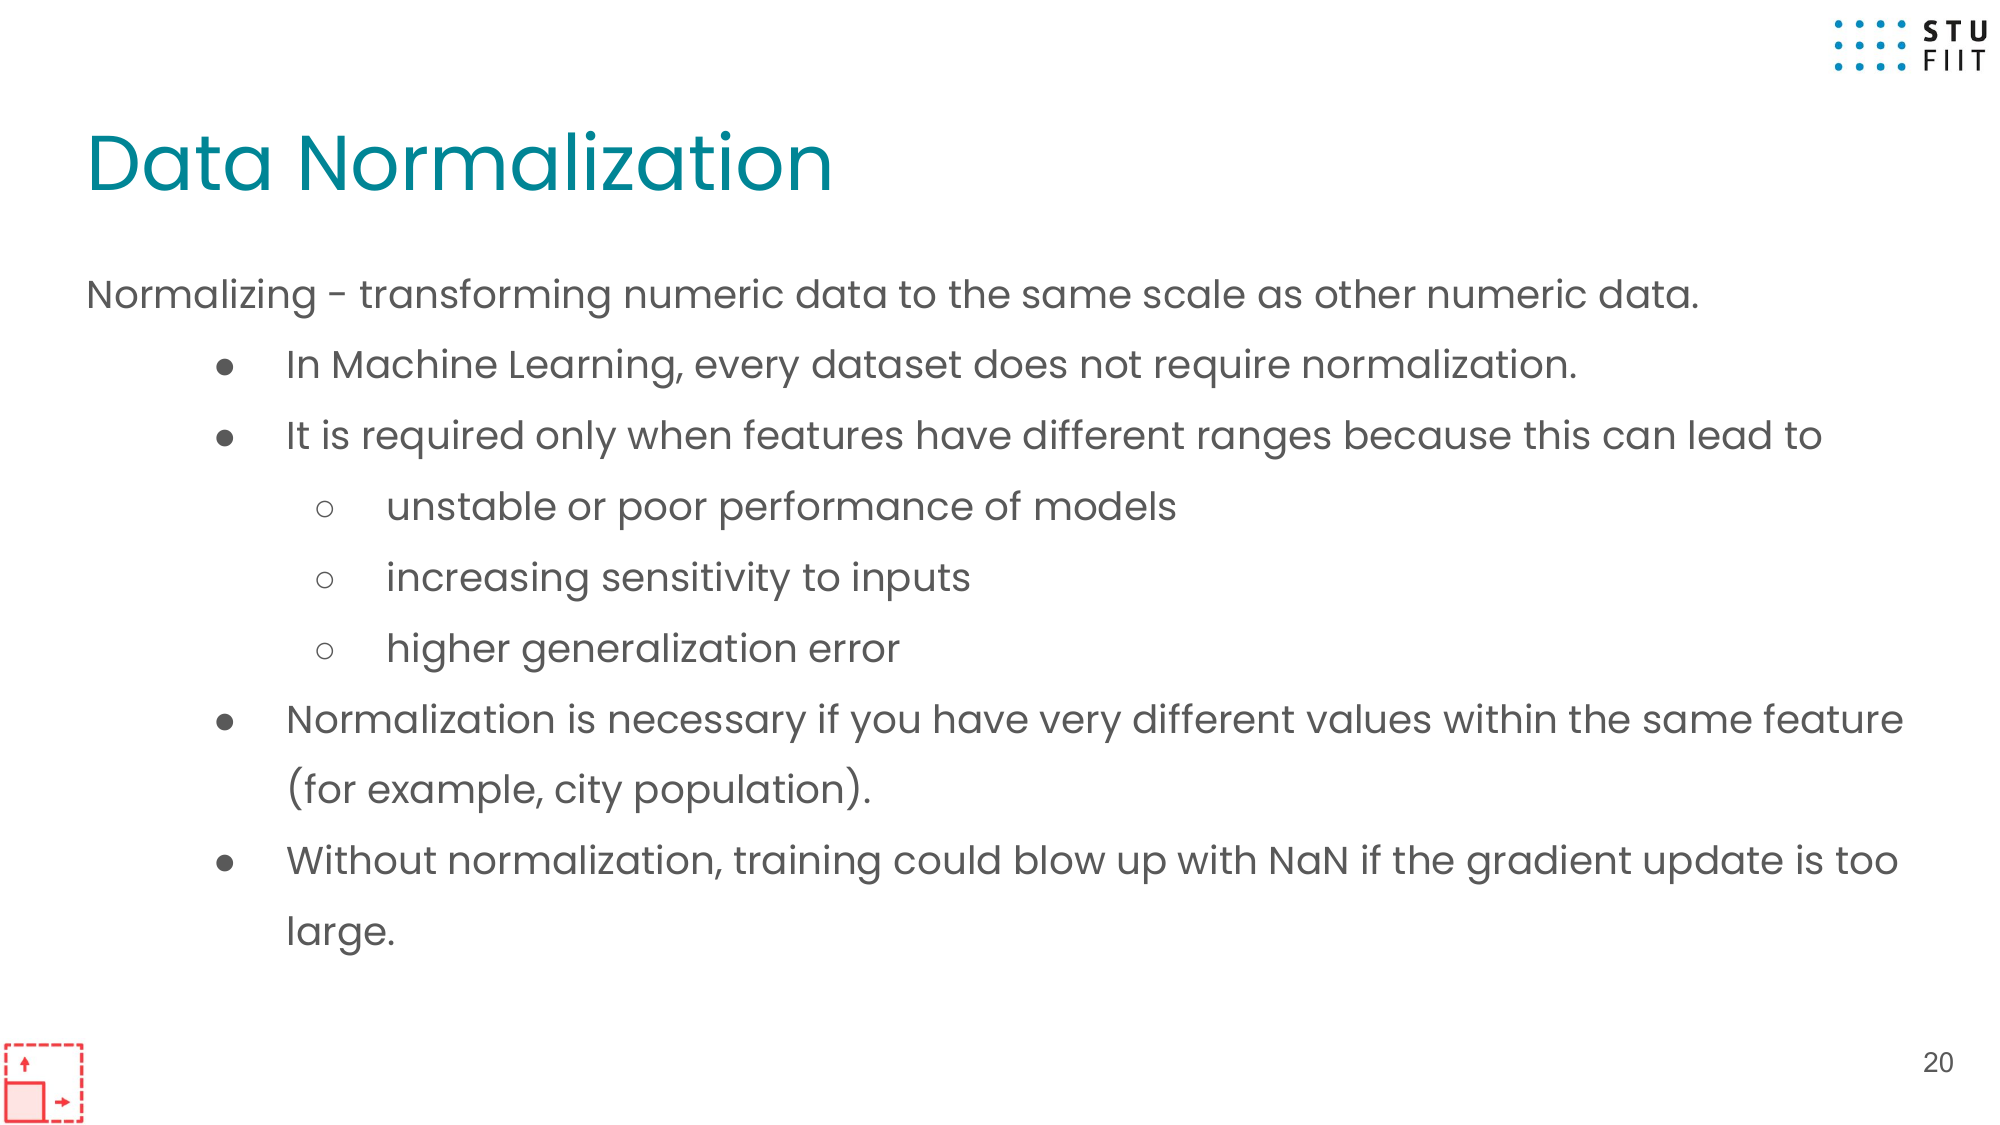 STU
FIIT
Data Normalization
Normalizing - transforming numeric data to the same scale as other numeric data.
● In Machine Learning, every dataset does not require normalization.
● It is required only when features have different ranges because this can lead to
○ unstable or poor performance of models
○ increasing sensitivity to inputs
○ higher generalization error
● Normalization is necessary if you have very different values within the same feature
(for example, city population).
● Without normalization, training could blow up with NaN if the gradient update is too
large.
20